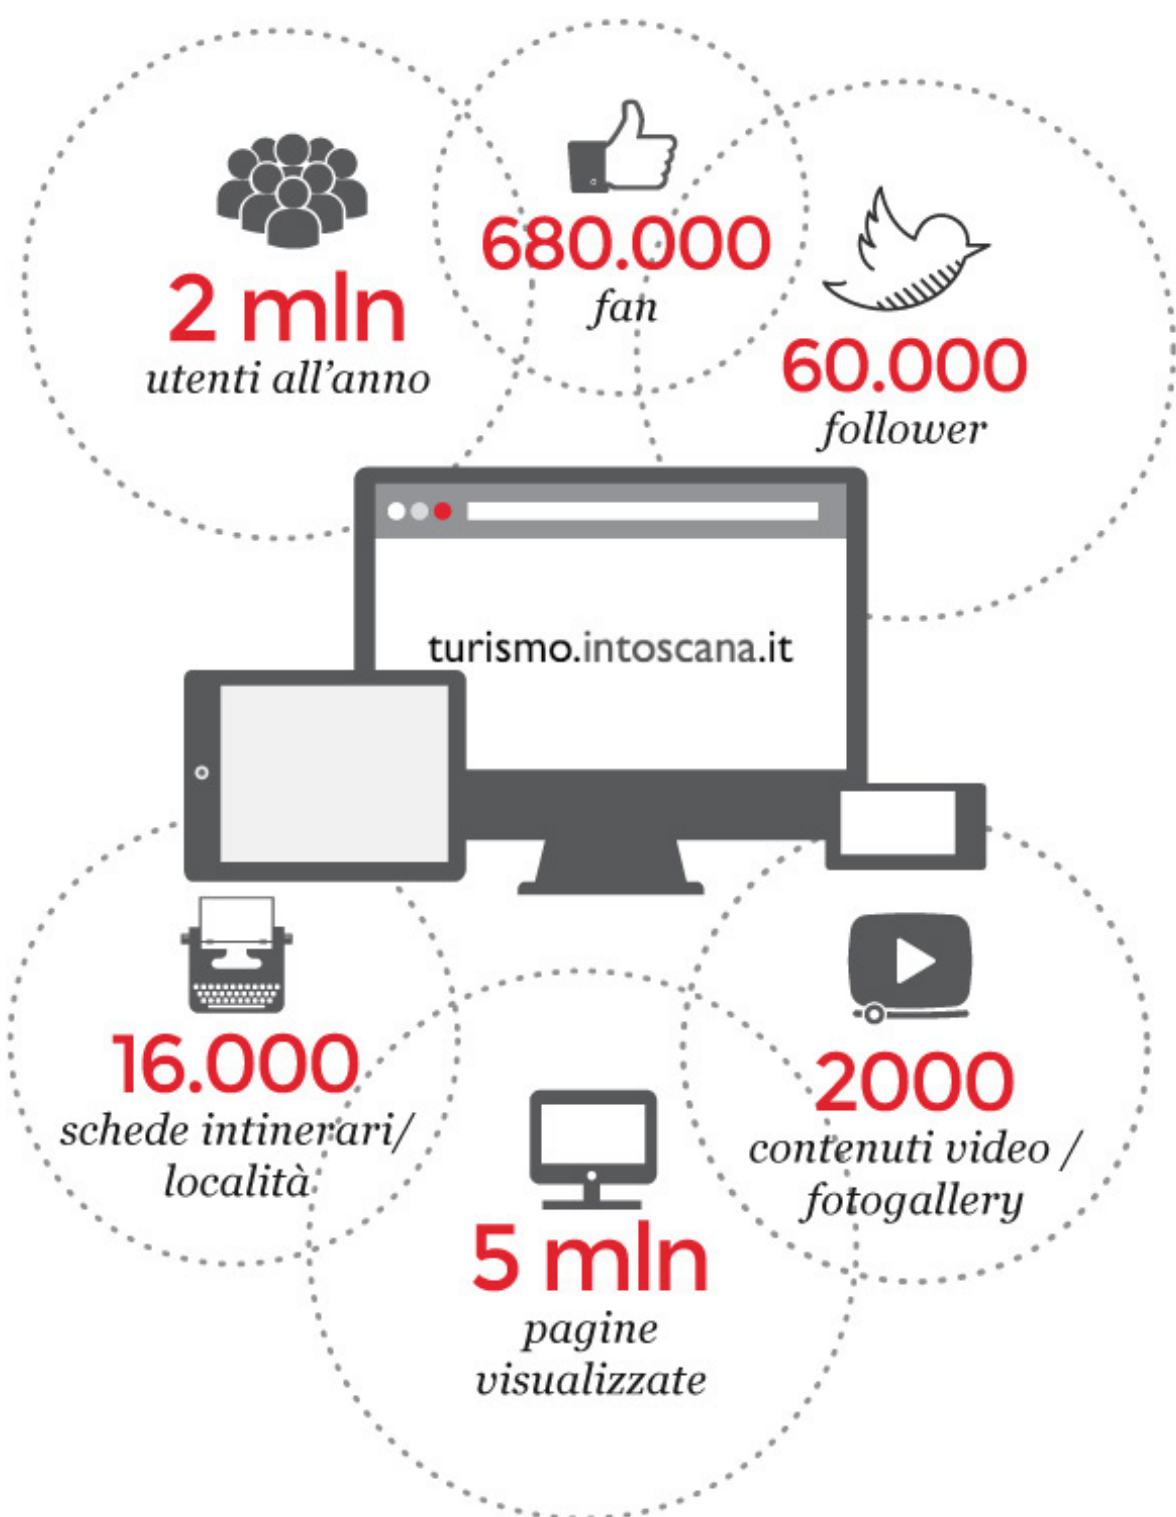 2 mln
utenti all'anno
680.000
fan
60.000
follower
turismo.intoscana.it
16.000
schede intinerari/
località
5 mln
pagine
visualizzate
2000
contenuti video /
fotogallery